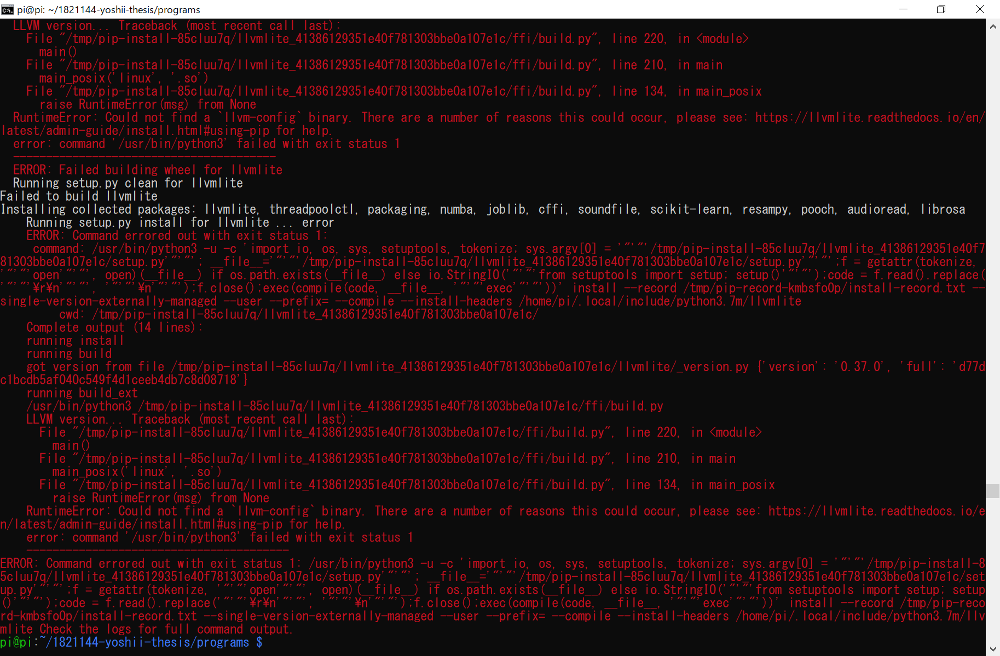 pi@pi: ~/1821144-yoshii-thesis/programs
  LLVM version... Traceback (most recent call last):
    File "/tmp/pip-install-85cluu7q/llvmlite_41386129351e40f781303bbe0a107e1c/ffi/build.py", line 220, in <module>
      main()
    File "/tmp/pip-install-85cluu7q/llvmlite_41386129351e40f781303bbe0a107e1c/ffi/build.py", line 210, in main
      main_posix('linux', '.so')
    File "/tmp/pip-install-85cluu7q/llvmlite_41386129351e40f781303bbe0a107e1c/ffi/build.py", line 134, in main_posix
      raise RuntimeError(msg) from None
  RuntimeError: Could not find a `llvm-config` binary. There are a number of reasons this could occur, please see: https://llvmlite.readthedocs.io/en/
latest/admin-guide/install.html#using-pip for help.
  error: command '/usr/bin/python3' failed with exit status 1
  ----------------------------------------
  ERROR: Failed building wheel for llvmlite
  Running setup.py clean for llvmlite
Failed to build llvmlite
Installing collected packages: llvmlite, threadpoolctl, packaging, numba, joblib, cffi, soundfile, scikit-learn, resampy, pooch, audioread, librosa
    Running setup.py install for llvmlite ... error
    ERROR: Command errored out with exit status 1:
     command: /usr/bin/python3 -u -c 'import io, os, sys, setuptools, tokenize; sys.argv[0] = '"'"'/tmp/pip-install-85cluu7q/llvmlite_41386129351e40f7
81303bbe0a107e1c/setup.py'"'"'; __file__='"'"'/tmp/pip-install-85cluu7q/llvmlite_41386129351e40f781303bbe0a107e1c/setup.py'"'"';f = getattr(tokenize,
'"'"'open'"'"', open)(__file__) if os.path.exists(__file__) else io.StringIO('"'"'from setuptools import setup; setup()'"'"');code = f.read().replace(
'"'"'¥r¥n'"'"', '"'"'¥n'"'"');f.close();exec(compile(code, __file__, '"'"'exec'"'"'))' install --record /tmp/pip-record-kmbsfo0p/install-record.txt --
single-version-externally-managed --user --prefix= --compile --install-headers /home/pi/.local/include/python3.7m/llvmlite
         cwd: /tmp/pip-install-85cluu7q/llvmlite_41386129351e40f781303bbe0a107e1c/
    Complete output (14 lines):
    running install
    running build
    got version from file /tmp/pip-install-85cluu7q/llvmlite_41386129351e40f781303bbe0a107e1c/llvmlite/_version.py {'version': '0.37.0', 'full': 'd77d
c1bcdb5af040c549f4d1ceeb4db7c8d08718'}
    running build_ext
    /usr/bin/python3 /tmp/pip-install-85cluu7q/llvmlite_41386129351e40f781303bbe0a107e1c/ffi/build.py
    LLVM version... Traceback (most recent call last):
      File "/tmp/pip-install-85cluu7q/llvmlite_41386129351e40f781303bbe0a107e1c/ffi/build.py", line 220, in <module>
        main()
      File "/tmp/pip-install-85cluu7q/llvmlite_41386129351e40f781303bbe0a107e1c/ffi/build.py", line 210, in main
        main_posix('linux', '.so')
      File "/tmp/pip-install-85cluu7q/llvmlite_41386129351e40f781303bbe0a107e1c/ffi/build.py", line 134, in main_posix
        raise RuntimeError(msg) from None
    RuntimeError: Could not find a `llvm-config` binary. There are a number of reasons this could occur, please see: https://llvmlite.readthedocs.io/e
n/latest/admin-guide/install.html#using-pip for help.
    error: command '/usr/bin/python3' failed with exit status 1
    ----------------------------------------
ERROR: Command errored out with exit status 1: /usr/bin/python3 -u -c 'import io, os, sys, setuptools, tokenize; sys.argv[0] = '"'"'/tmp/pip-install-8
5cluu7q/llvmlite_41386129351e40f781303bbe0a107e1c/setup.py'"'"'; __file__='"'"'/tmp/pip-install-85cluu7q/llvmlite_41386129351e40f781303bbe0a107e1c/set
up.py'"'"';f = getattr(tokenize, '"'"'open'"'"', open)(__file__) if os.path.exists(__file__) else io.StringIO('"'"'from setuptools import setup; setup
()'"'"');code = f.read().replace('"'"'¥r¥n'"'"', '"'"'¥n'"'"');f.close();exec(compile(code, __file__, '"'"'exec'"'"'))' install --record /tmp/pip-reco
rd-kmbsfo0p/install-record.txt --single-version-externally-managed --user --prefix= --compile --install-headers /home/pi/.local/include/python3.7m/llv
mlite Check the logs for full command output.
pi@pi:~/1821144-yoshii-thesis/programs $